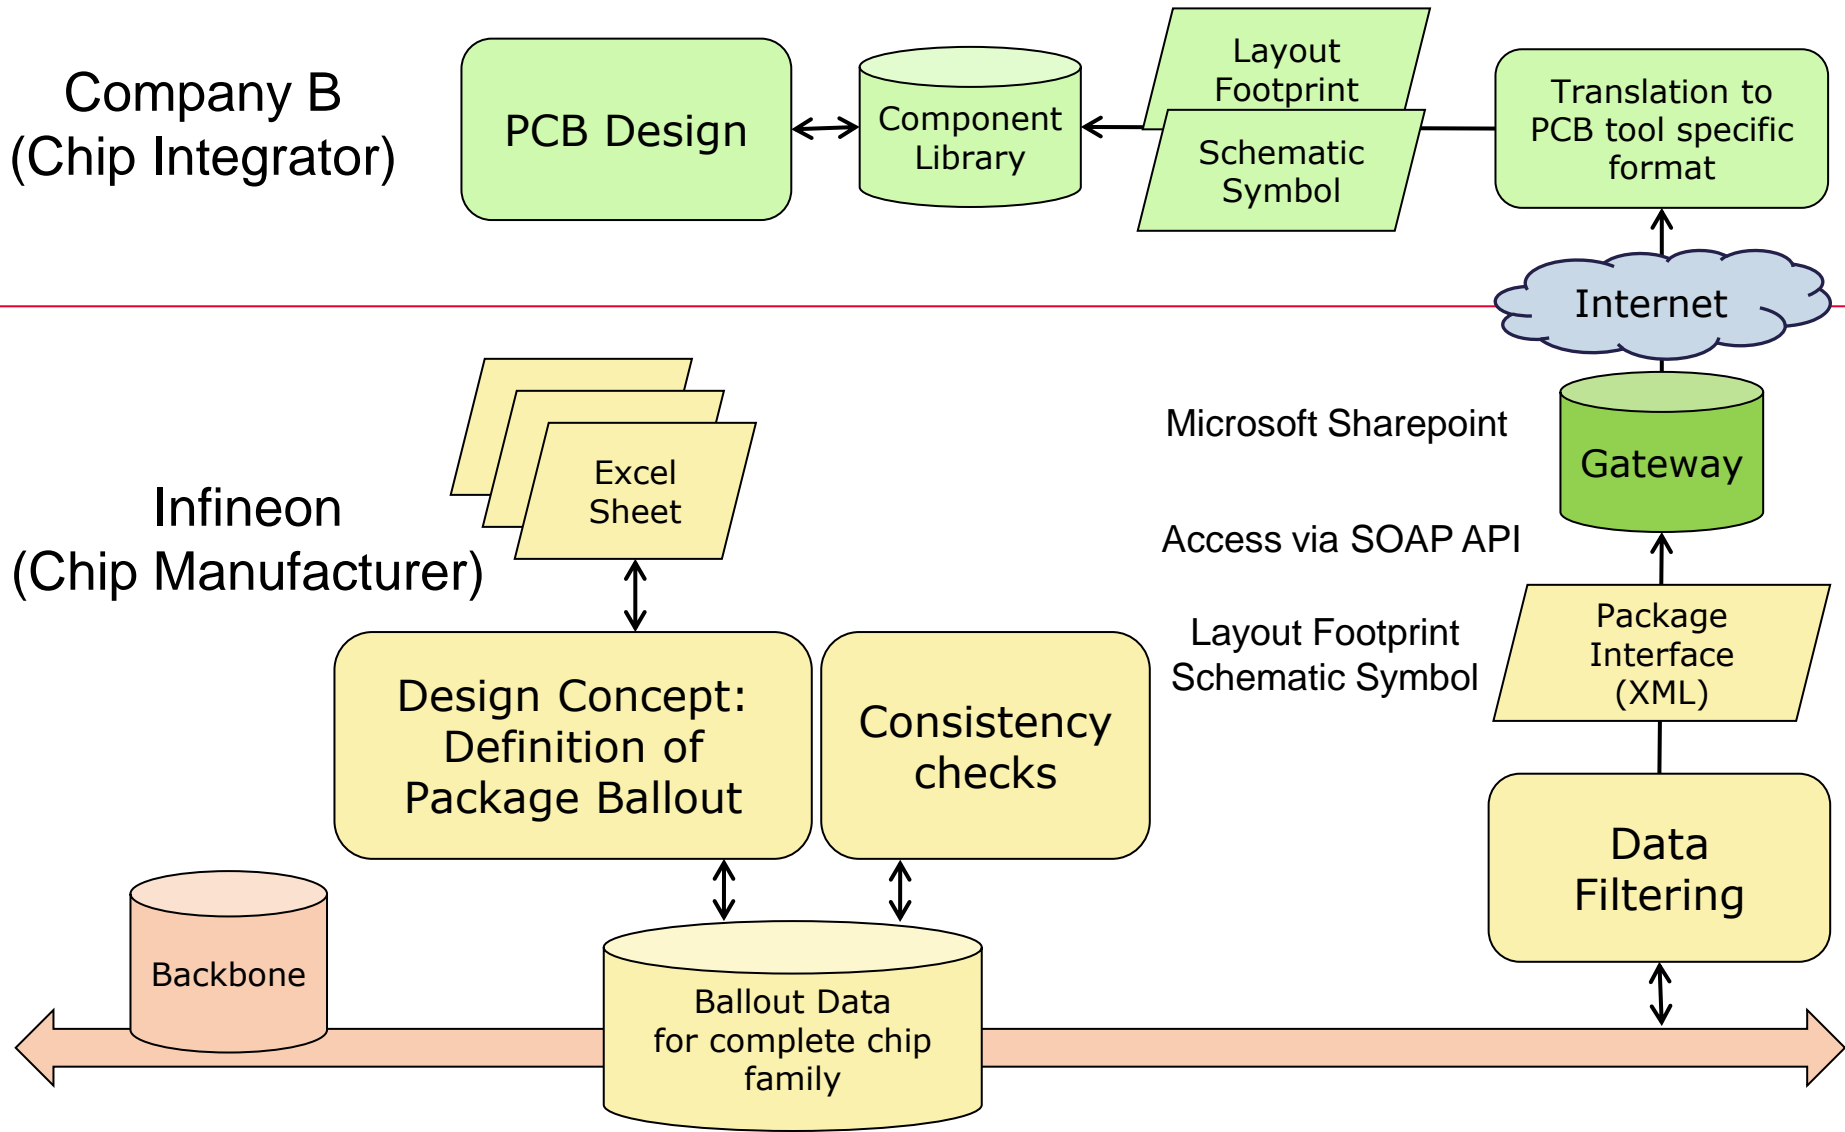 Company B
(Chip Integrator)
PCB Design
Component
Library
Layout
Footprint
Schematic
Symbol
Translation to
PCB tool specific
format
Internet
Infineon
(Chip Manufacturer)
Excel
Sheet
Microsoft Sharepoint
Gateway
Access via SOAP API
Layout Footprint
Schematic Symbol
Package
Interface
(XML)
Design Concept:
Definition of
Package Ballout
Consistency
checks
Data
Filtering
Backbone
Ballout Data
for complete chip
family